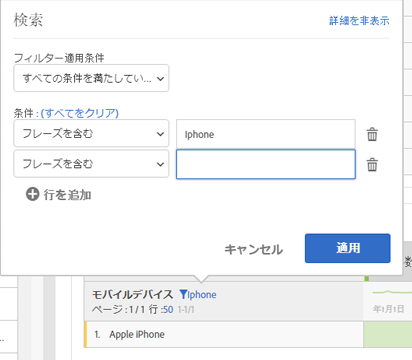 検索
詳細を非表示
フィルター適用条件
すべての条件を満たしてい...
条件 : (すべてをクリア)
フレーズを含む
Iphone
フレーズを含む
行を追加
キャンセル
適用
数
モバイルデバイス Iphone
ページ : 1 / 1 行 : 50 1-1/1
年1月1日
1. Apple iPhone